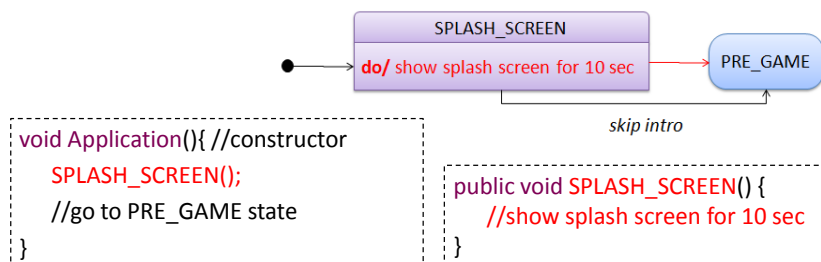 SPLASH_SCREEN
do/ show splash screen for 10 sec
PRE_GAME
skip intro
void Application(){ //constructor
SPLASH_SCREEN();
//go to PRE_GAME state
}
public void SPLASH_SCREEN() {
//show splash screen for 10 sec
}